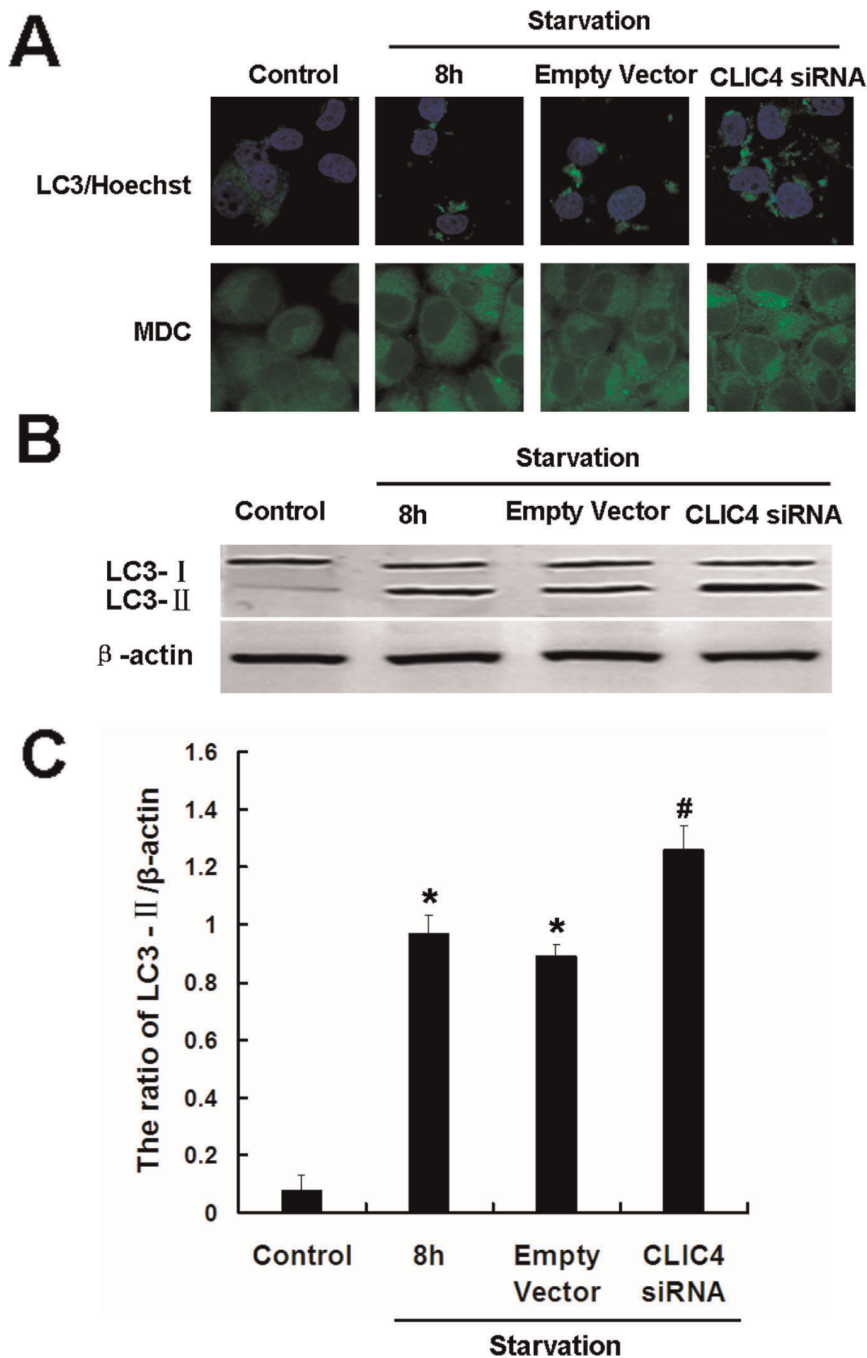 A
Starvation
Control 8h Empty Vector CLIC4 siRNA
LC3/Hoechst
MDC
B
Starvation
Control 8h Empty Vector CLIC4 siRNA
LC3-Ⅰ
LC3-Ⅱ
β-actin
C
The ratio of LC3-Ⅱ/β-actin
1.6
1.4
1.2
1
0.8
0.6
0.4
0.2
0
* * #
Control 8h Empty Vector CLIC4 siRNA
Starvation